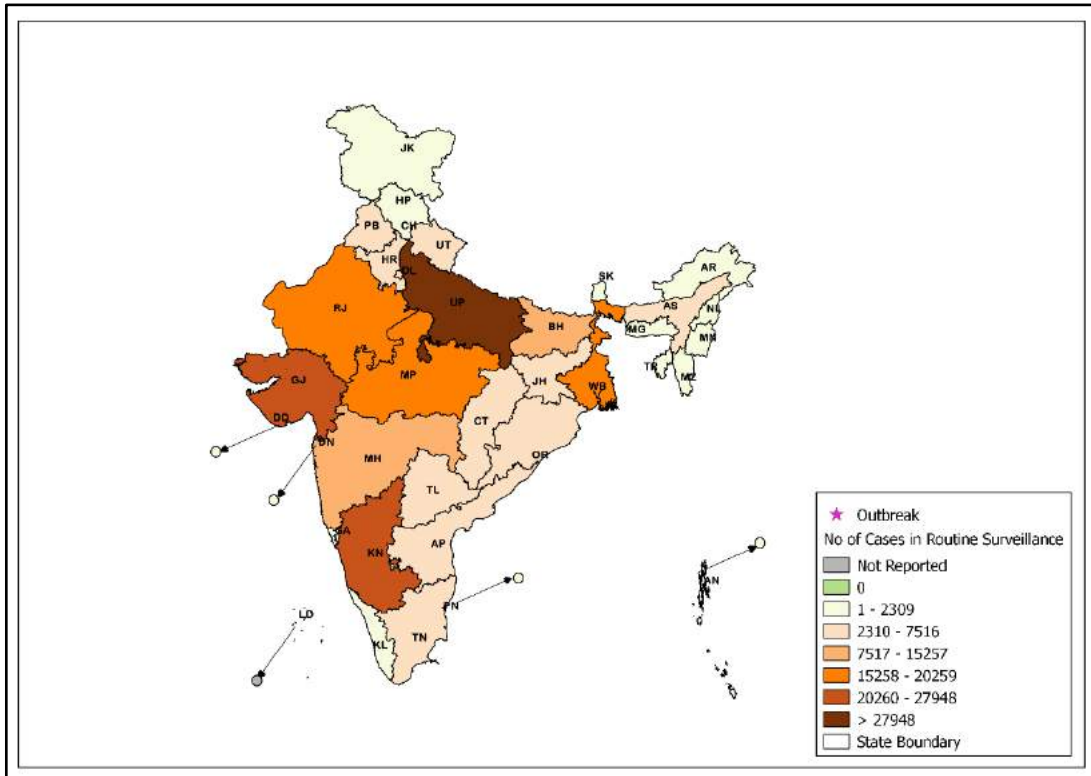 JK
HP
CH
PB
UT
HR
DL
UP
RJ
SK
AR
AS
NL
MG
MN
TR
MZ
BH
GJ
MP
JH
WB
DD
DN
CT
MH
OR
TL
GA
KN
AP
PN
AN
LD
KL
TN
Outbreak
No of Cases in Routine Surveillance
Not Reported
0
1 - 2309
2310 - 7516
7517 - 15257
15258 - 20259
20260 - 27948
> 27948
State Boundary